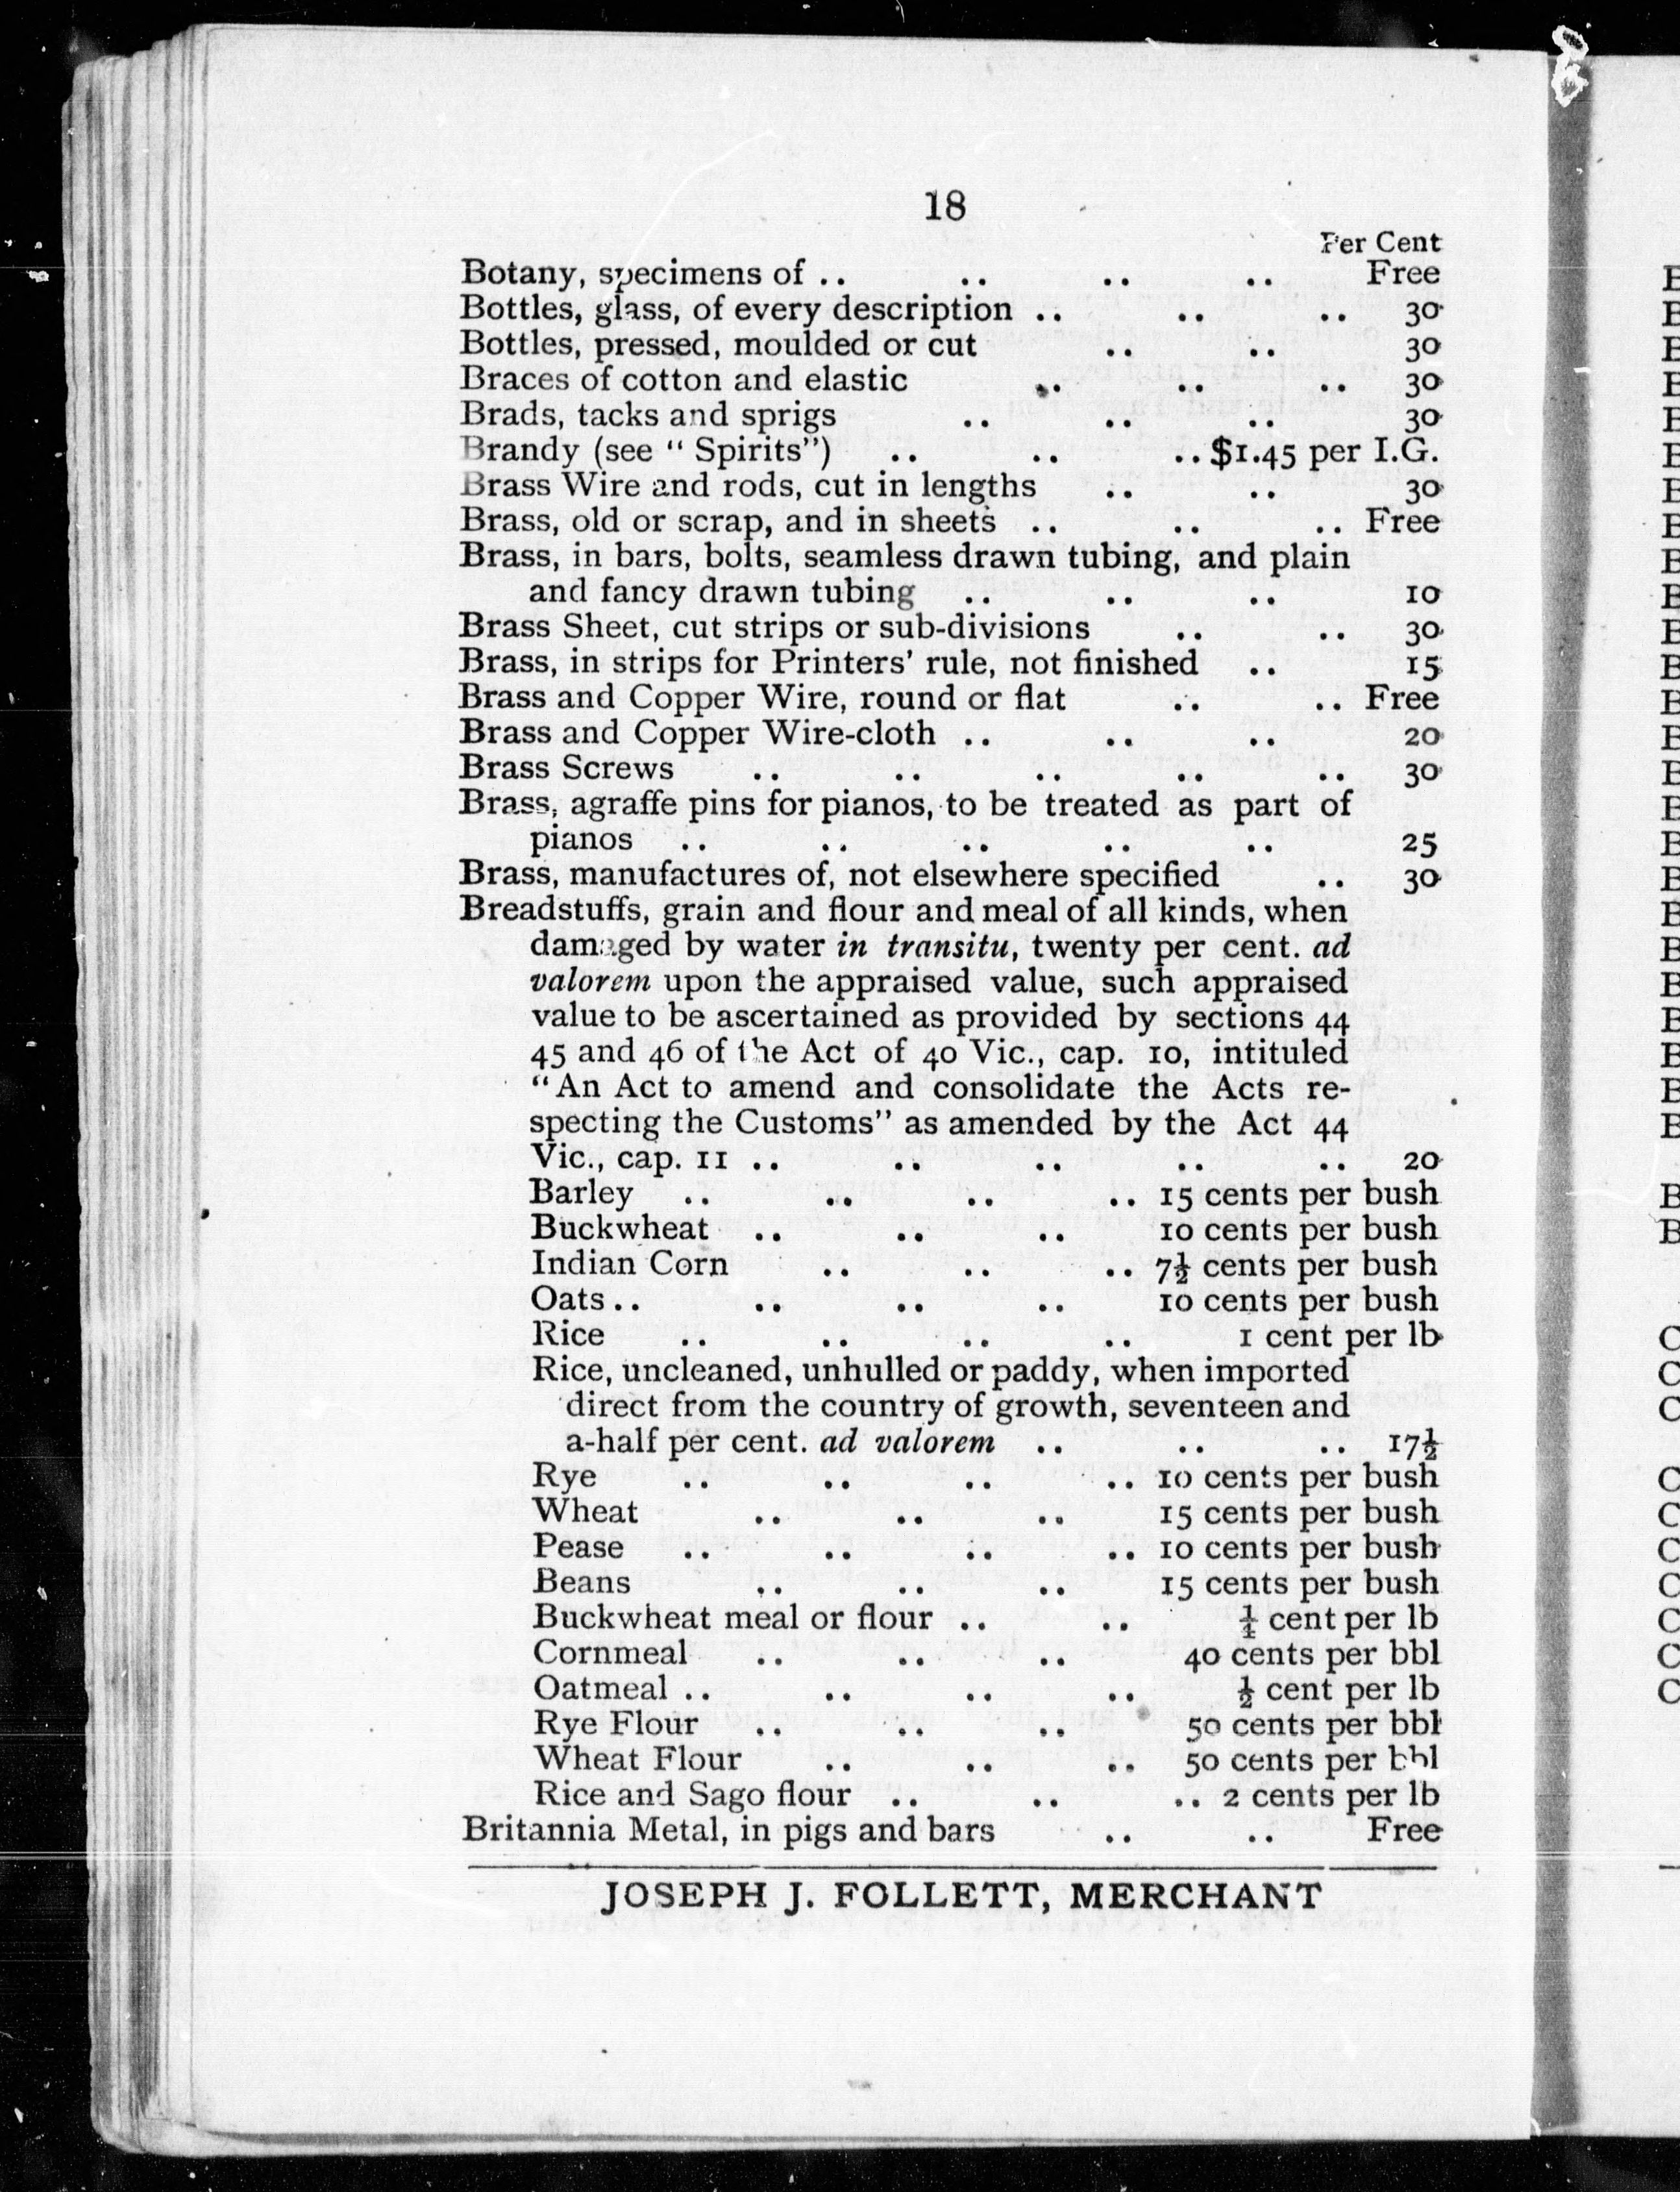 18
Per Cent
Botany, specimens of .. .. .. .. Free
Bottles, glass, of every description .. .. .. 30
Bottles, pressed, moulded or cut .. .. 30
Braces of cotton and elastic .. .. .. 30
Brads, tacks and sprigs .. .. .. 30
Brandy (see “ Spirits”) .. .. .. $1.45 per I.G.
Brass Wire and rods, cut in lengths .. .. 30
Brass, old or scrap, and in sheets .. .. .. Free
Brass, in bars, bolts, seamless drawn tubing, and plain
and fancy drawn tubing .. .. .. 10
Brass Sheet, cut strips or sub-divisions .. .. 30
Brass, in strips for Printers’ rule, not finished .. 15
Brass and Copper Wire, round or flat .. .. Free
Brass and Copper Wire-cloth .. .. .. 20
Brass Screws .. .. .. .. .. 30
Brass, agraffe pins for pianos, to be treated as part of
pianos .. .. .. .. .. 25
Brass, manufactures of, not elsewhere specified .. 30
Breadstuffs, grain and flour and meal of all kinds, when
damaged by water in transitu, twenty per cent. ad
valorem upon the appraised value, such appraised
value to be ascertained as provided by sections 44
45 and 46 of the Act of 40 Vic., cap. 10, intituled
“An Act to amend and consolidate the Acts re-
specting the Customs” as amended by the Act 44
Vic., cap. 11 .. .. .. .. .. 20
Barley .. .. .. .. 15 cents per bush
Buckwheat .. .. .. 10 cents per bush
Indian Corn .. .. .. 7½ cents per bush
Oats .. .. .. .. 10 cents per bush
Rice .. .. .. .. 1 cent per lb
Rice, uncleaned, unhulled or paddy, when imported
direct from the country of growth, seventeen and
a-half per cent. ad valorem .. .. .. 17½
Rye .. .. .. .. 10 cents per bush
Wheat .. .. .. 15 cents per bush
Pease .. .. .. .. 10 cents per bush
Beans .. .. .. 15 cents per bush
Buckwheat meal or flour .. .. ¼ cent per lb
Cornmeal .. .. .. 40 cents per bbl
Oatmeal .. .. .. .. ½ cent per lb
Rye Flour .. .. .. 50 cents per bbl
Wheat Flour .. .. .. 50 cents per bbl
Rice and Sago flour .. .. .. 2 cents per lb
Britannia Metal, in pigs and bars .. .. Free
JOSEPH J. FOLLETT, MERCHANT